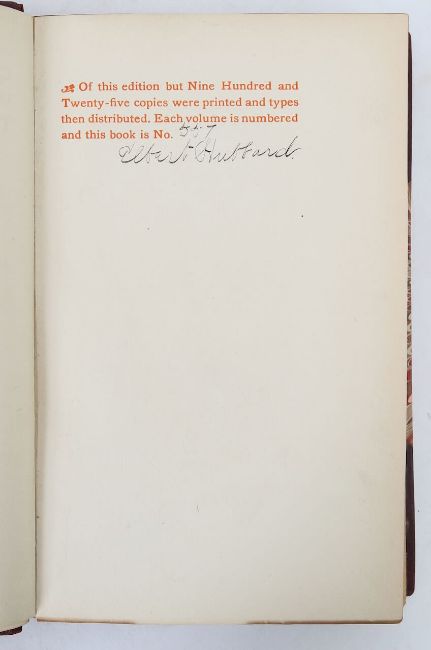 Of this edition but Nine Hundred and
Twenty-five copies were printed and types
then distributed. Each volume is numbered
and this book is No. 557
Elbert Hubbard